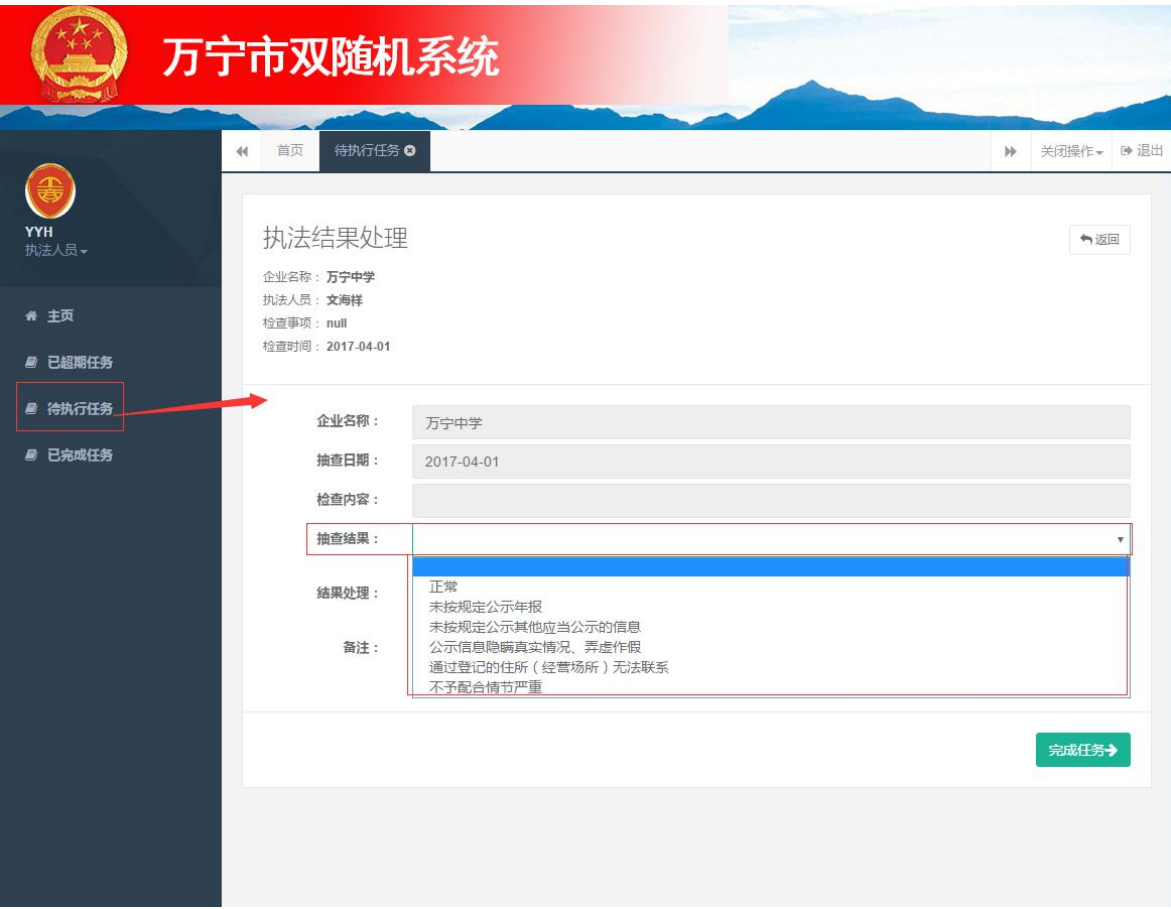 万宁市双随机系统
首页 待执行任务 关闭操作 退出
YYH
执法人员
主页
已超期任务
待执行任务
已完成任务
执法结果处理
返回
企业名称：万宁中学
执法人员：文海祥
检查事项：null
检查时间：2017-04-01
企业名称： 万宁中学
抽查日期： 2017-04-01
检查内容：
抽查结果：
结果处理：
备注：
正常
未按规定公示年报
未按规定公示其他应当公示的信息
公示信息隐瞒真实情况、弄虚作假
通过登记的住所（经营场所）无法联系
不予配合情节严重
完成任务